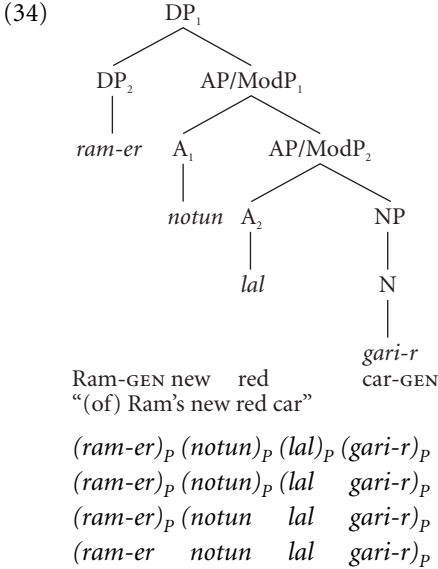 (34) DP₁
DP₂ AP/ModP₁
ram-er A₁ AP/ModP₂
notun A₂ NP
lal N
gari-r
Ram-GEN new red car-GEN
“(of) Ram’s new red car”
(ram-er)P (notun)P (lal)P (gari-r)P
(ram-er)P (notun)P (lal gari-r)P
(ram-er)P (notun lal gari-r)P
(ram-er notun lal gari-r)P